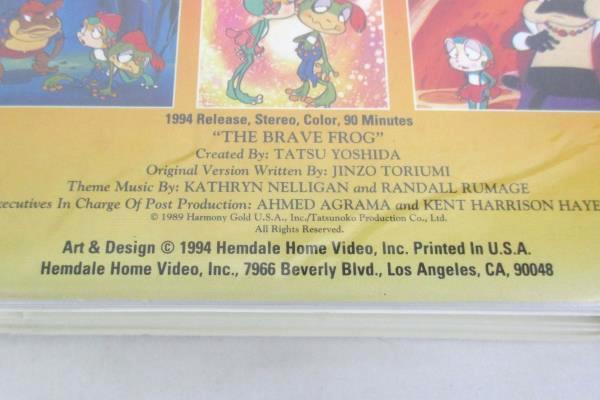 1994 Release, Stereo, Color, 90 Minutes
"THE BRAVE FROG"
Created By: TATSU YOSHIDA
Original Version Written By: JINZO TORIUMI
Theme Music By: KATHRYN NELLIGAN and RANDALL RUMAGE
xecutives In Charge Of Post Production: AHMED AGRAMA and KENT HARRISON HAYE
© 1989 Harmony Gold U.S.A., Inc./Tatsunoko Production Co., Ltd.
All Rights Reserved.
Art & Design © 1994 Hemdale Home Video, Inc. Printed In U.S.A.
Hemdale Home Video, Inc., 7966 Beverly Blvd., Los Angeles, CA, 90048